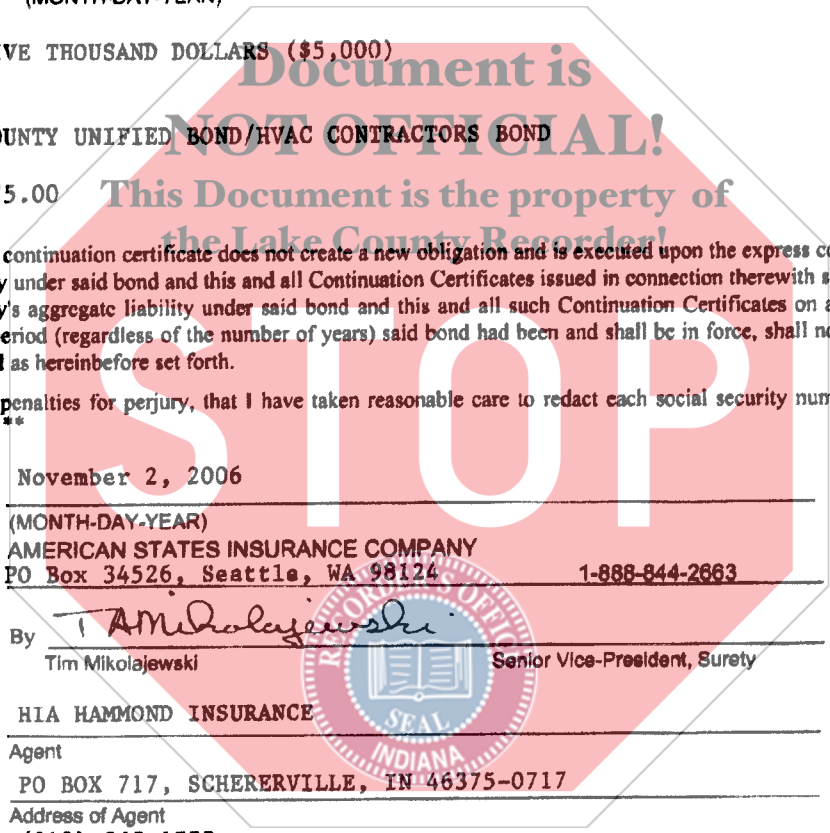 (MONTH-DAY-YEAR)
IVE THOUSAND DOLLARS ($5,000)
Document is
OUNTY UNIFIED BOND/HVAC CONTRACTORS BOND
NOT OFFICIAL!
5.00
This Document is the property of
the Lake County Recorder!
continuation certificate does not create a new obligation and is executed upon the express
under said bond and this and all Continuation Certificates issued in connection therewith
y's aggregate liability under said bond and this and all such Continuation Certificates on
eriod (regardless of the number of years) said bond had been and shall be in force, shall
as hereinbefore set forth.
penalties for perjury, that I have taken reasonable care to redact each social security num
**
STOP
November 2, 2006
(MONTH-DAY-YEAR)
AMERICAN STATES INSURANCE COMPANY
PO Box 34526, Seattle, WA 98124 1-888-844-2663
By T A Mikolajewski
Tim Mikolajewski Senior Vice-President, Surety
RECORDER'S OFFICE
SEAL
INDIANA
HIA HAMMOND INSURANCE
Agent
PO BOX 717, SCHERERVILLE, IN 46375-0717
Address of Agent